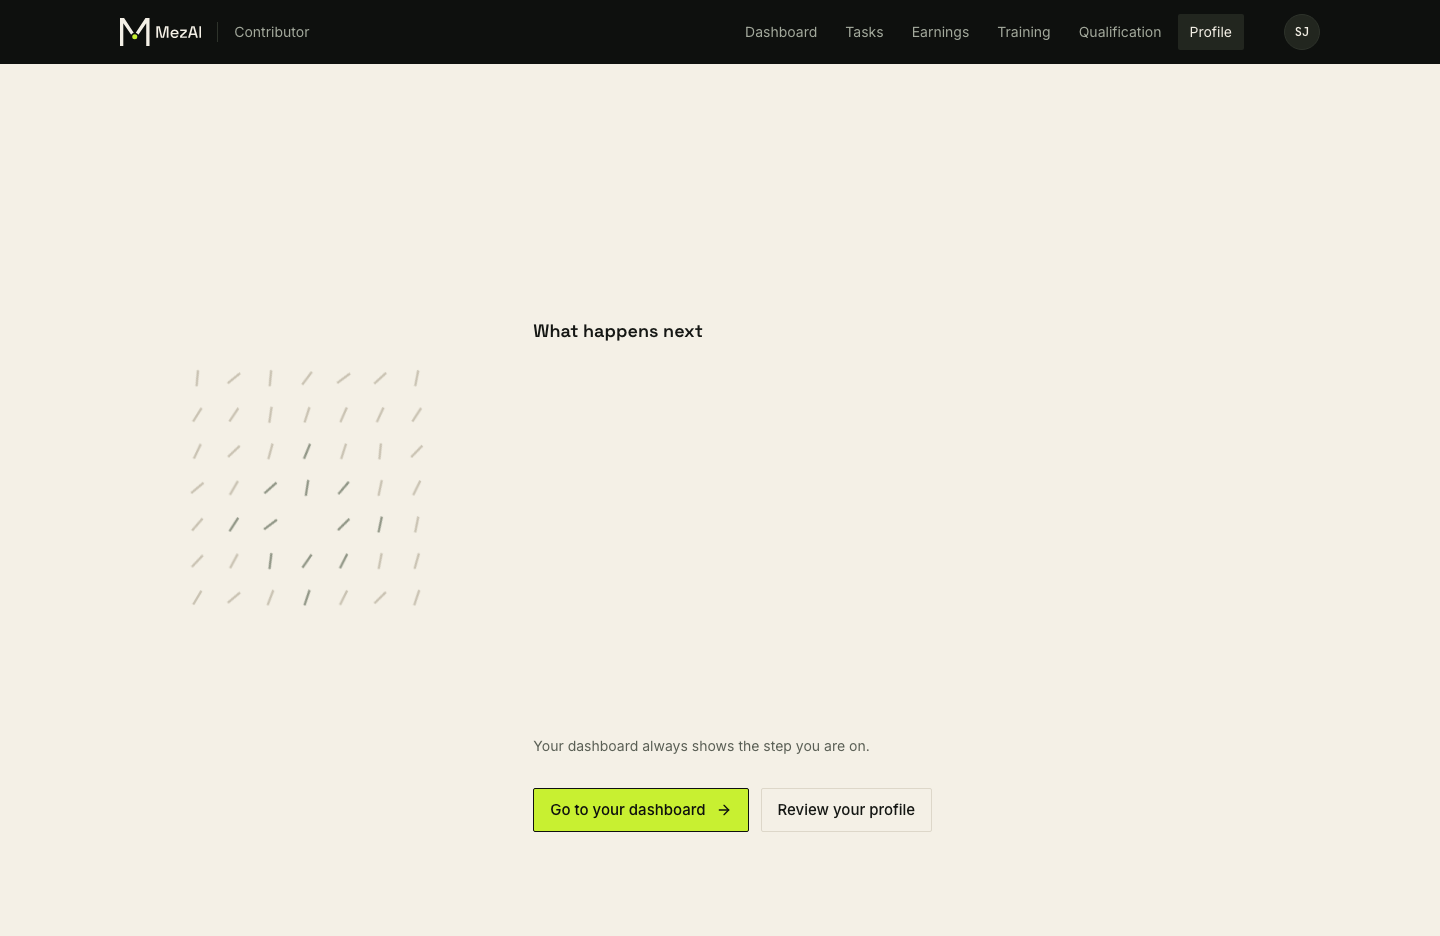 MezAI
Contributor
Dashboard
Tasks
Earnings
Training
Qualification
Profile
SJ
What happens next
Your dashboard always shows the step you are on.
Go to your dashboard →
Review your profile